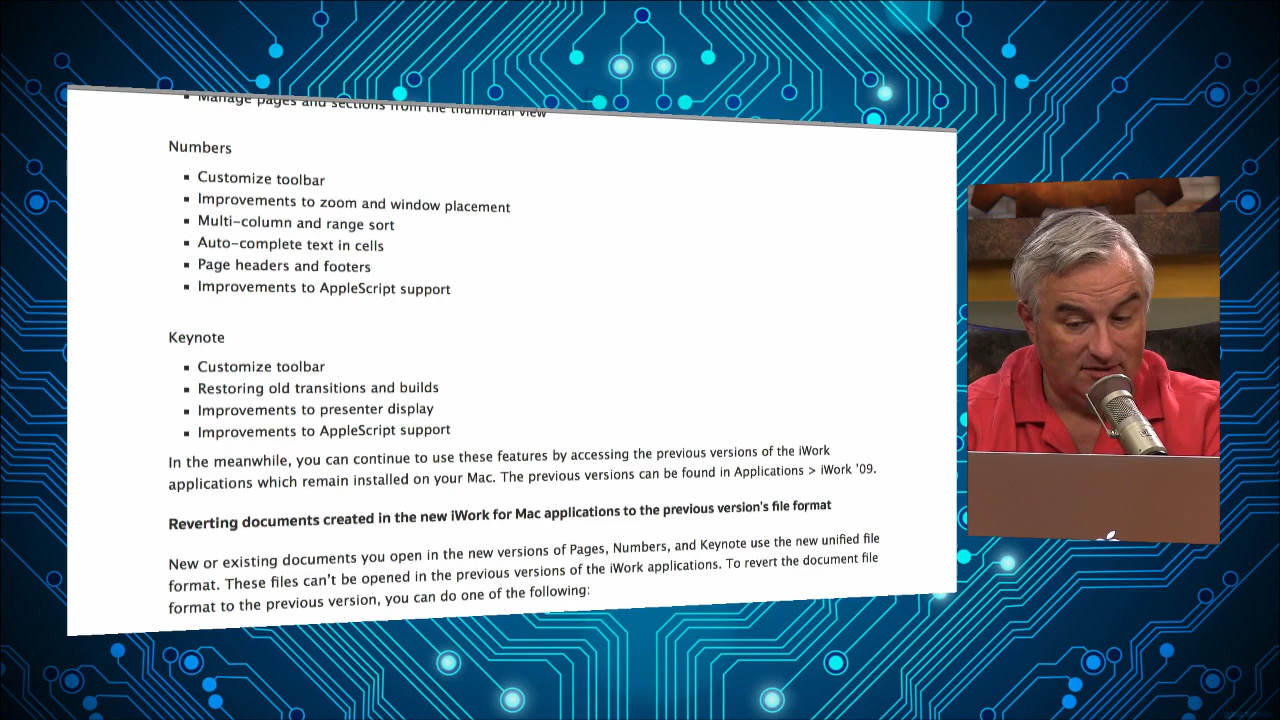 Manage pages and sections from the thumbnail view
Numbers
Customize toolbar
Improvements to zoom and window placement
Multi-column and range sort
Auto-complete text in cells
Page headers and footers
Improvements to AppleScript support
Keynote
Customize toolbar
Restoring old transitions and builds
Improvements to presenter display
Improvements to AppleScript support
In the meanwhile, you can continue to use these features by accessing the previous versions of the iWork
applications which remain installed on your Mac. The previous versions can be found in Applications > iWork '09.
Reverting documents created in the new iWork for Mac applications to the previous version's file format
New or existing documents you open in the new versions of Pages, Numbers, and Keynote use the new unified file
format. These files can't be opened in the previous versions of the iWork applications. To revert the document file
format to the previous version, you can do one of the following: